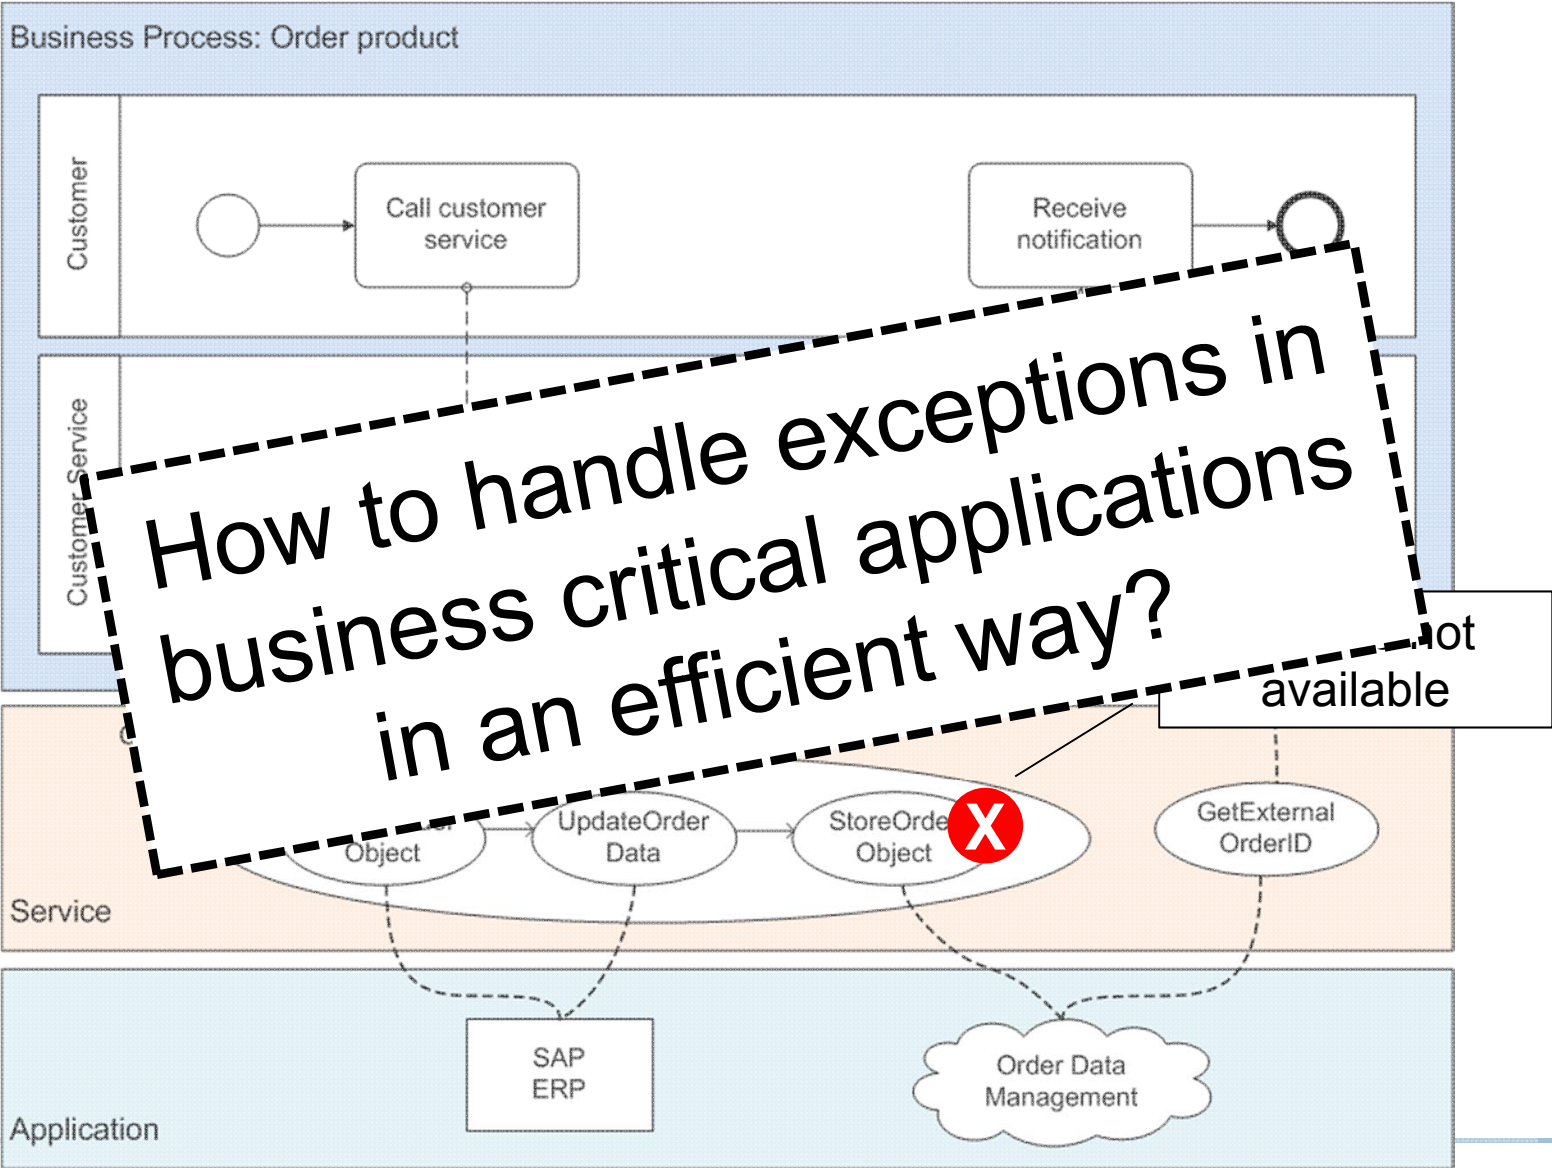 Business Process: Order product
Customer
Call customer
service
Receive
notification
Customer Service
How to handle exceptions in
business critical applications
in an efficient way?
not
available
Object
UpdateOrder
Data
StoreOrde
Object
X
GetExternal
OrderID
Service
SAP
ERP
Order Data
Management
Application